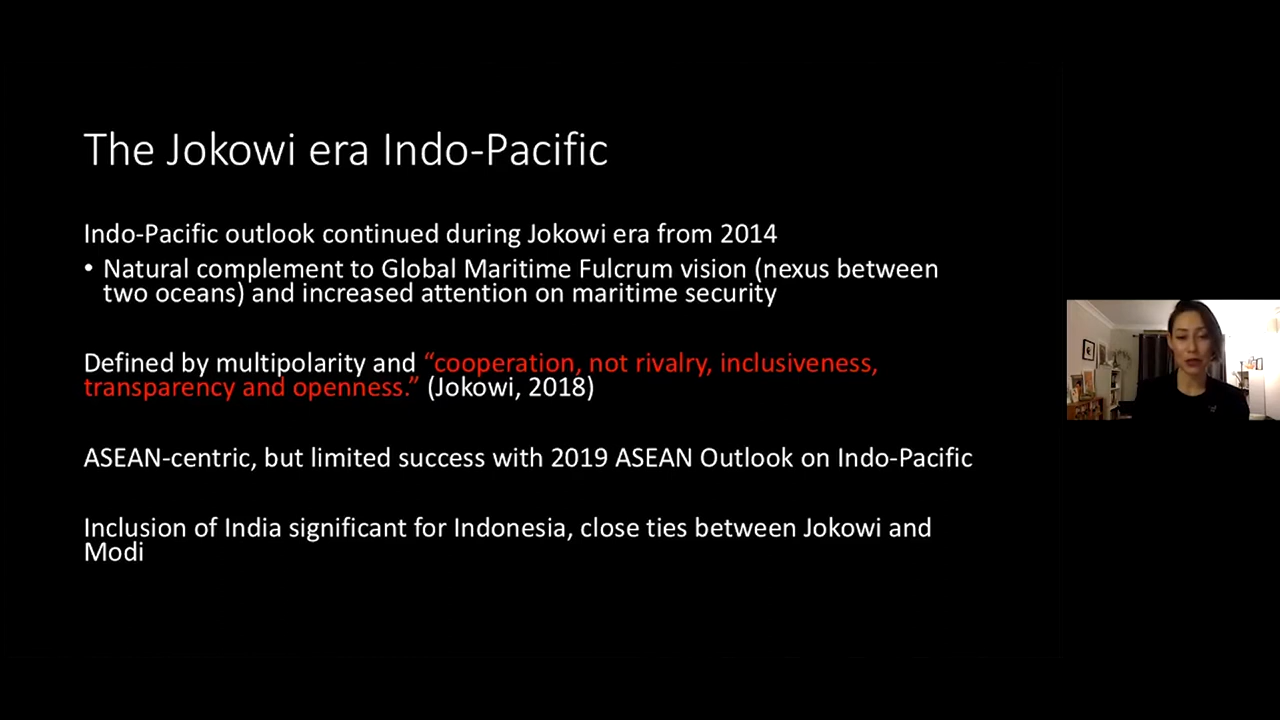 The Jokowi era Indo-Pacific
Indo-Pacific outlook continued during Jokowi era from 2014
• Natural complement to Global Maritime Fulcrum vision (nexus between
two oceans) and increased attention on maritime security
Defined by multipolarity and “cooperation, not rivalry, inclusiveness,
transparency and openness.” (Jokowi, 2018)
ASEAN-centric, but limited success with 2019 ASEAN Outlook on Indo-Pacific
Inclusion of India significant for Indonesia, close ties between Jokowi and
Modi